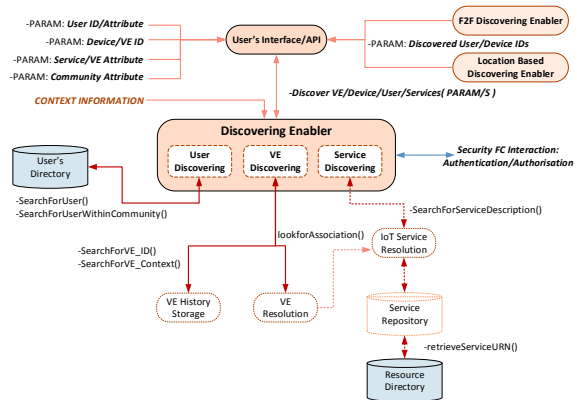 -PARAM: User ID/Attribute
-PARAM: Device/VE ID
-PARAM: Service/VE Attribute
-PARAM: Community Attribute
User's Interface/API
F2F Discovering Enabler
-PARAM: Discovered User/Device IDs
Location Based
Discovering Enabler
CONTEXT INFORMATION
-Discover VE/Device/User/Services( PARAM/S )
Discovering Enabler
User
Discovering
VE
Discovering
Service
Discovering
Security FC Interaction:
Authentication/Authorisation
User's
Directory
-SearchForUser()
-SearchForUserWithinCommunity()
-SearchForServiceDescription()
lookforAssociation()
-SearchForVE_ID()
-SearchForVE_Context()
IoT Service
Resolution
VE History
Storage
VE
Resolution
Service
Repository
-retrieveServiceURN()
Resource
Directory